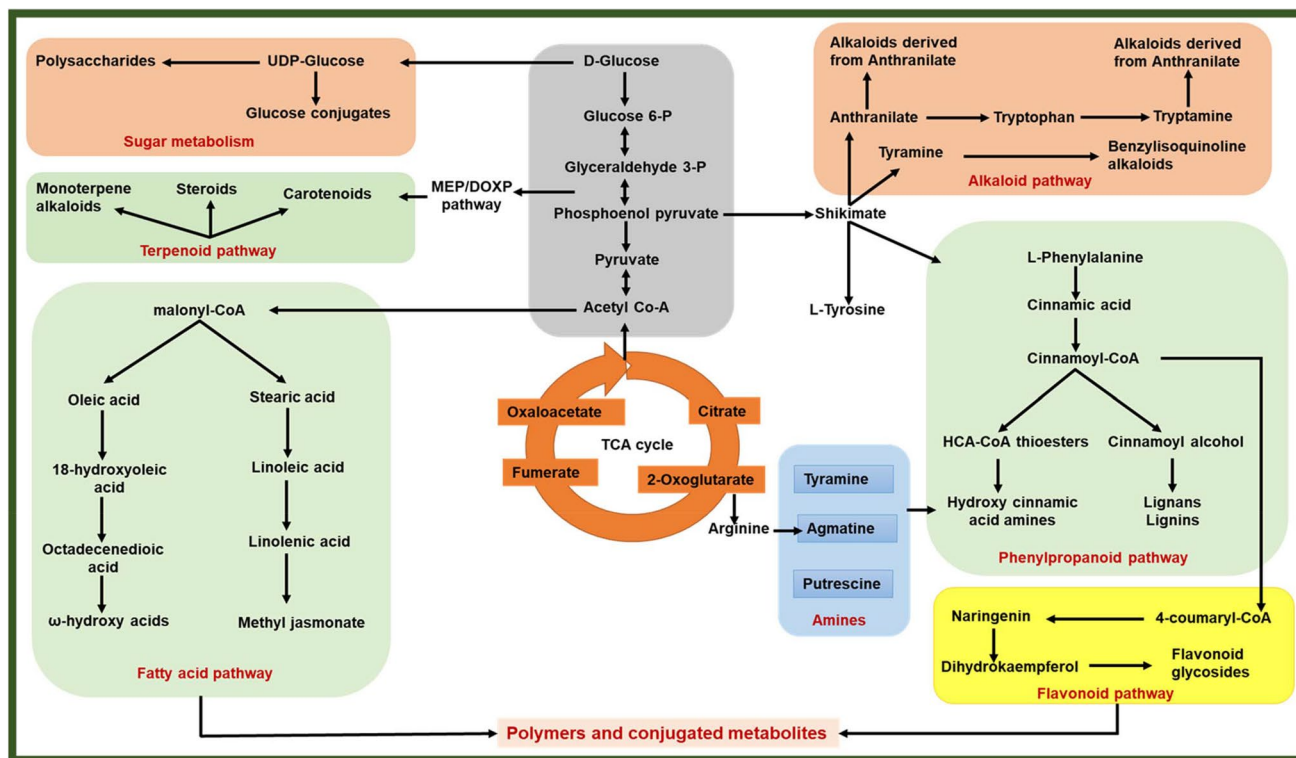 Polysaccharides
UDP-Glucose
Glucose conjugates
Sugar metabolism
D-Glucose
Glucose 6-P
Glyceraldehyde 3-P
Phosphoenol pyruvate
Pyruvate
Acetyl Co-A
Alkaloids derived
from Anthranilate
Alkaloids derived
from Anthranilate
Anthranilate
Tryptophan
Tryptamine
Tyramine
Benzylisoquinoline
alkaloids
Alkaloid pathway
Monoterpene
alkaloids
Steroids
Carotenoids
Terpenoid pathway
MEP/DOXP
pathway
Shikimate
L-Tyrosine
L-Phenylalanine
Cinnamic acid
Cinnamoyl-CoA
HCA-CoA thioesters
Cinnamoyl alcohol
Hydroxy cinnamic
acid amines
Lignans
Lignins
Phenylpropanoid pathway
malonyl-CoA
Oleic acid
Stearic acid
18-hydroxyoleic
acid
Linoleic acid
Octadecenedioic
acid
Linolenic acid
ω-hydroxy acids
Methyl jasmonate
Fatty acid pathway
Oxaloacetate
Citrate
TCA cycle
Fumerate
2-Oxoglutarate
Arginine
Tyramine
Agmatine
Putrescine
Amines
Naringenin
4-coumaryl-CoA
Dihydrokaempferol
Flavonoid
glycosides
Flavonoid pathway
Polymers and conjugated metabolites